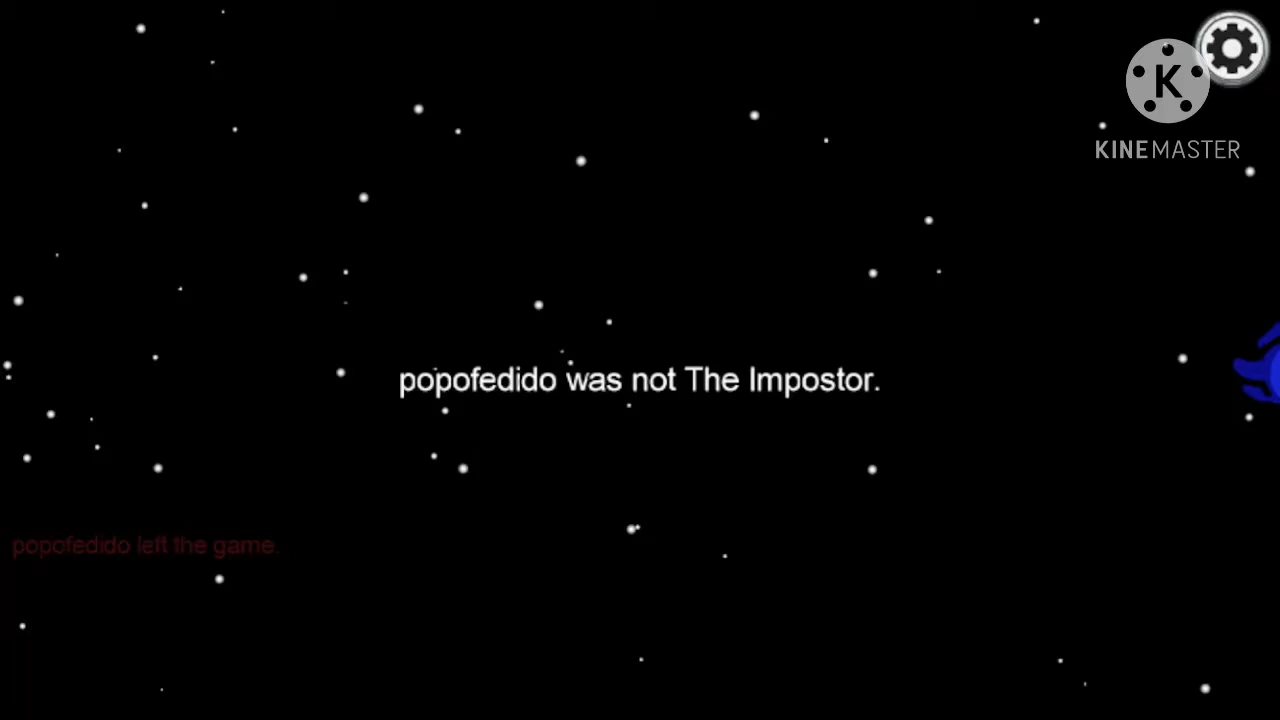 K
KINEMASTER
popofedido was not The Impostor.
popofedido left the game.